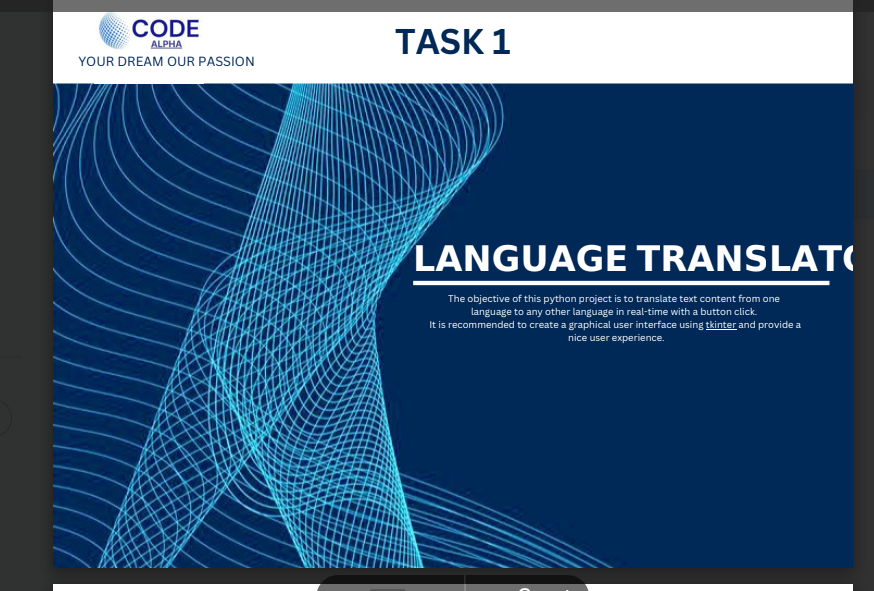 CODE
ALPHA
YOUR DREAM OUR PASSION
TASK 1
LANGUAGE TRANSLATO
The objective of this python project is to translate text content from one
language to any other language in real-time with a button click.
It is recommended to create a graphical user interface using tkinter and provide a
nice user experience.